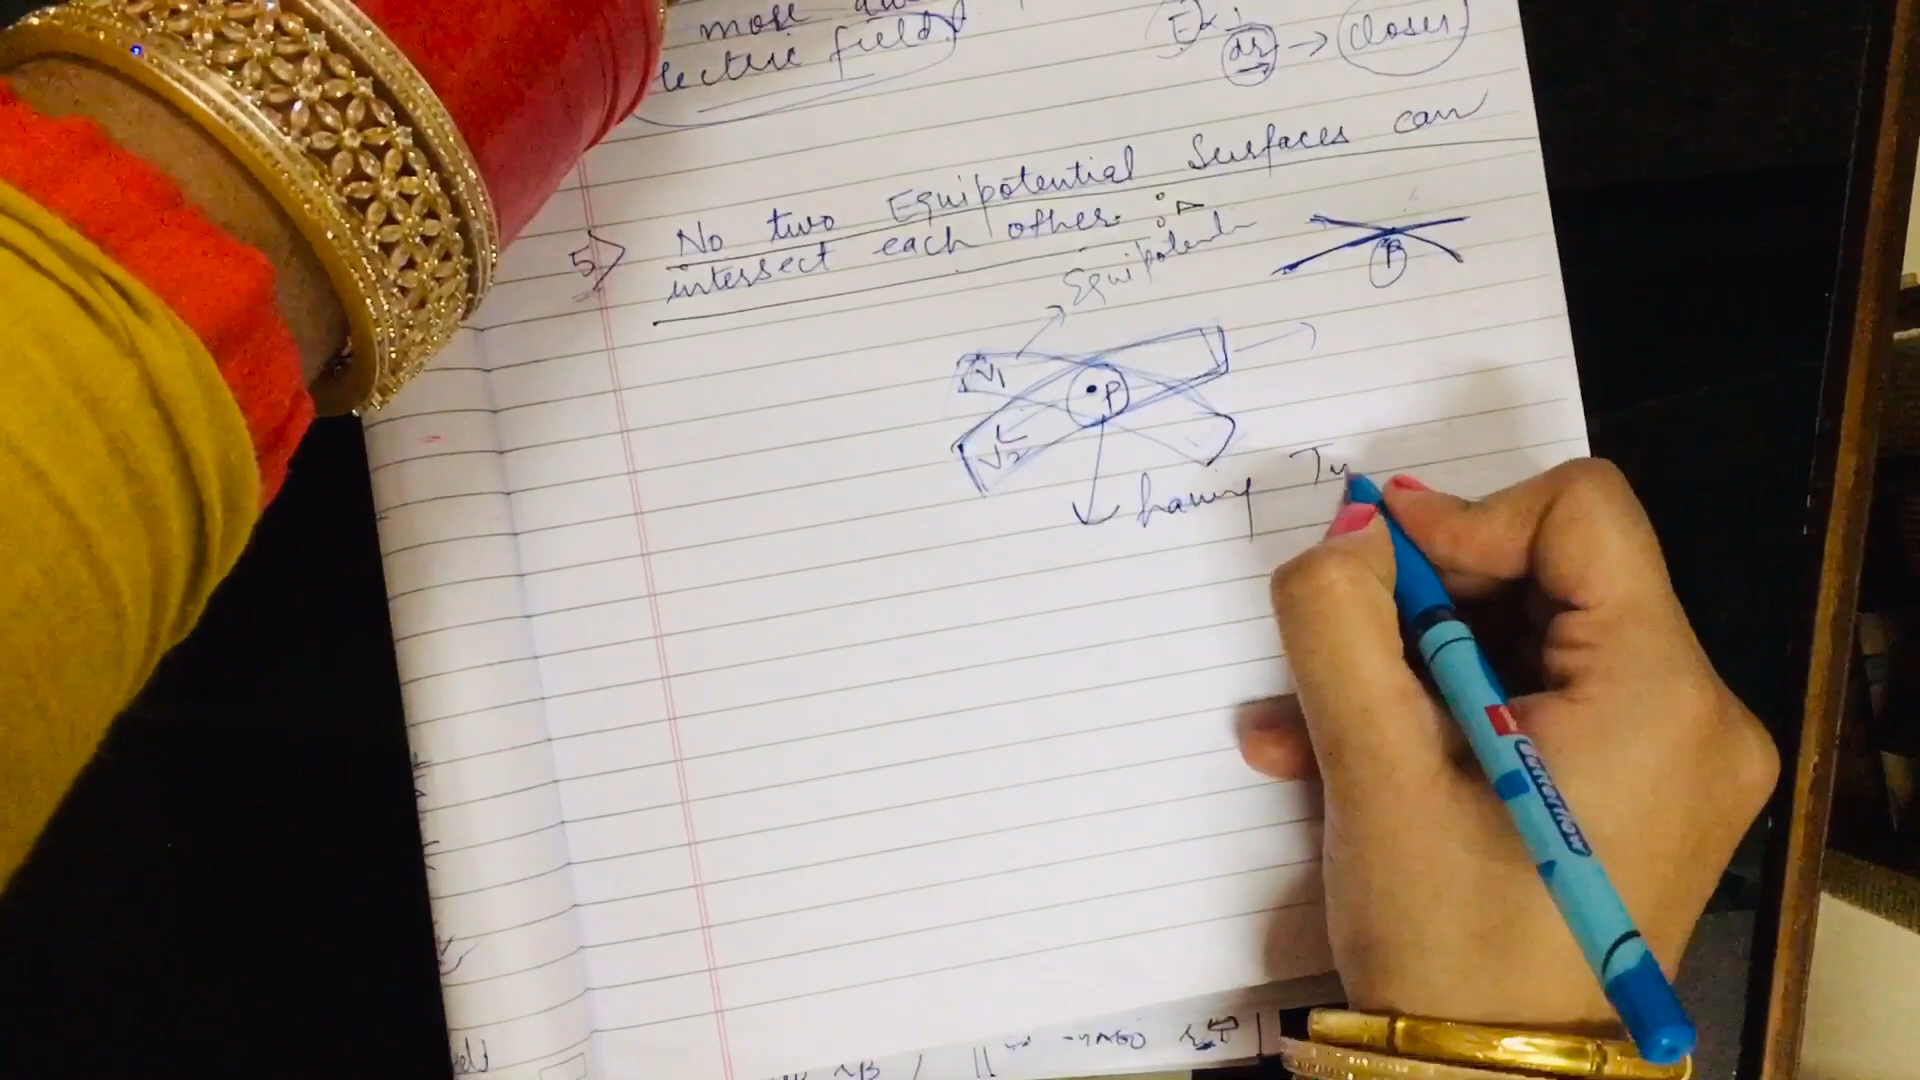 more
lectric field
E ∝ 1/dr → closer
5> No two Equipotential Surfaces can
intersect each other :-
Equipotential
P
V1
P
V2
having Tw